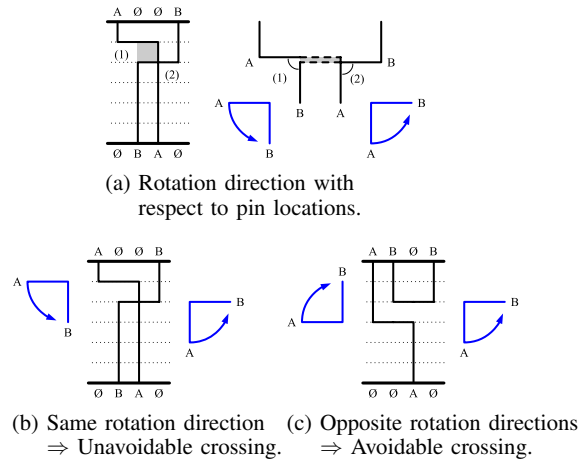 A Ø Ø B
(1)
(2)
Ø B A Ø
A
(1)
(2)
B
B
A
A
B
B
A
(a) Rotation direction with
respect to pin locations.
A Ø Ø B
A
B
B
A
Ø B A Ø
A B Ø B
B
A
B
A
Ø Ø A Ø
(b) Same rotation direction
⇒ Unavoidable crossing.
(c) Opposite rotation directions
⇒ Avoidable crossing.